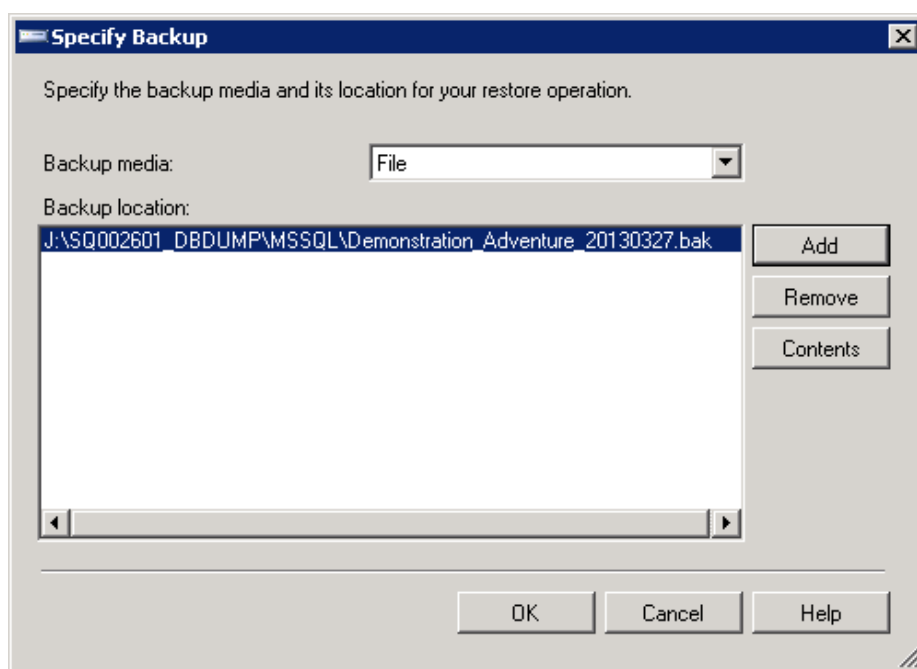 Specify Backup
Specify the backup media and its location for your restore operation.
Backup media:
File
Backup location:
J:\SQ002601_DBDUMP\MSSQL\Demonstration_Adventure_20130327.bak
Add
Remove
Contents
OK
Cancel
Help